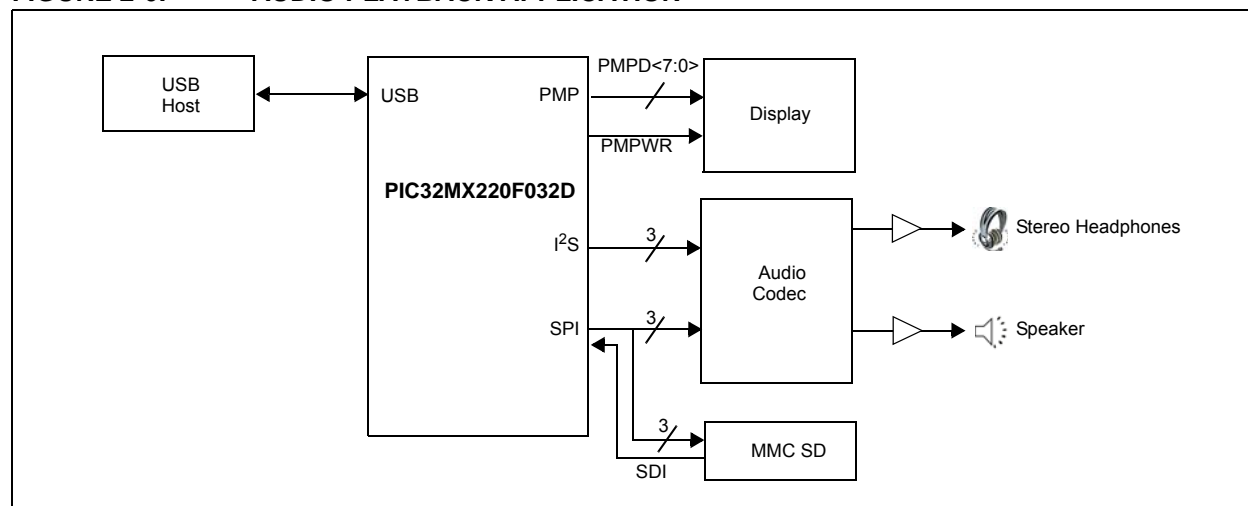 USB
Host
USB
PMP
PMPD<7:0>
Display
PMPWR
PIC32MX220F032D
I²S
3
Audio
Codec
Stereo Headphones
SPI
3
Speaker
3
SDI
MMC SD